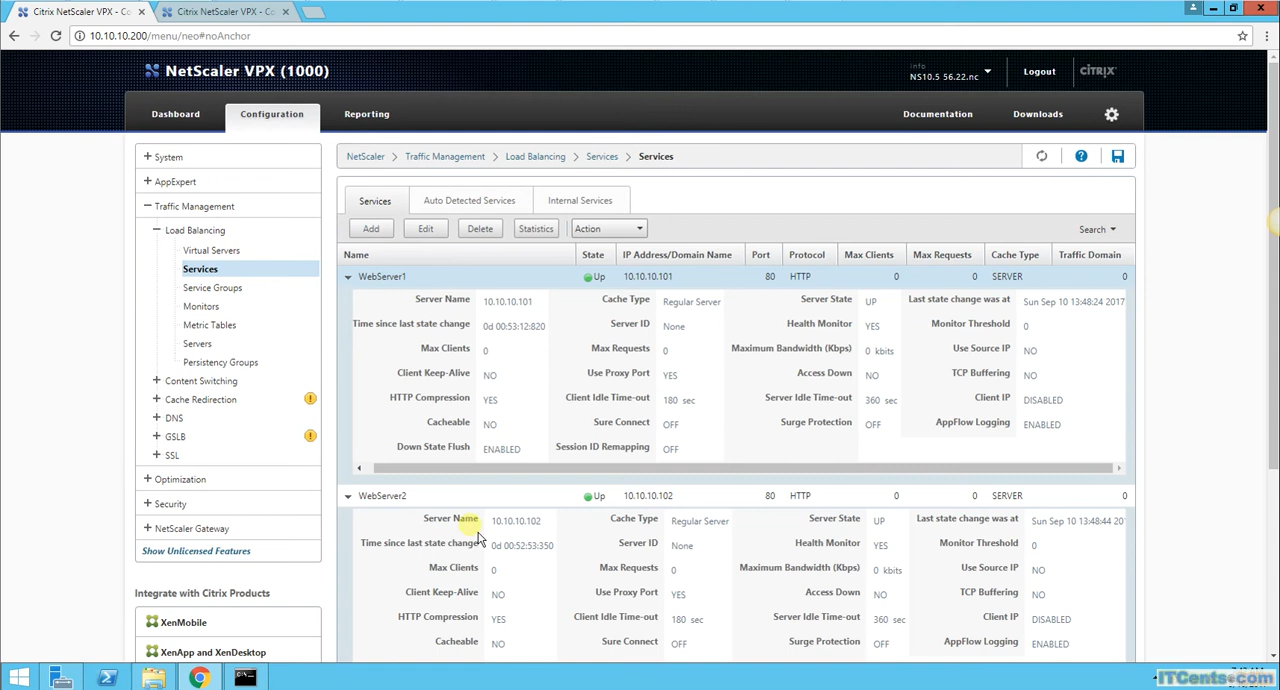 Citrix NetScaler VPX - Co
Citrix NetScaler VPX - Co
10.10.10.200/menu/neo#noAnchor
NetScaler VPX (1000)
Info
NS10.5 56.22.nc
Logout
CITRIX
Dashboard
Configuration
Reporting
Documentation
Downloads
System
AppExpert
Traffic Management
Load Balancing
Virtual Servers
Services
Service Groups
Monitors
Metric Tables
Servers
Persistency Groups
Content Switching
Cache Redirection
DNS
GSLB
SSL
Optimization
Security
NetScaler Gateway
Show Unlicensed Features
Integrate with Citrix Products
XenMobile
XenApp and XenDesktop
NetScaler > Traffic Management > Load Balancing > Services > Services
Services Auto Detected Services Internal Services
Add Edit Delete Statistics Action Search
Name State IP Address/Domain Name Port Protocol Max Clients Max Requests Cache Type Traffic Domain
WebServer1 Up 10.10.10.101 80 HTTP 0 0 SERVER 0
Server Name 10.10.10.101 Cache Type Regular Server Server State UP Last state change was at Sun Sep 10 13:48:24 2017
Time since last state change 0d 00:53:12:820 Server ID None Health Monitor YES Monitor Threshold 0
Max Clients 0 Max Requests 0 Maximum Bandwidth (Kbps) 0 kbits Use Source IP NO
Client Keep-Alive NO Use Proxy Port YES Access Down NO TCP Buffering NO
HTTP Compression YES Client Idle Time-out 180 sec Server Idle Time-out 360 sec Client IP DISABLED
Cacheable NO Sure Connect OFF Surge Protection OFF AppFlow Logging ENABLED
Down State Flush ENABLED Session ID Remapping OFF
WebServer2 Up 10.10.10.102 80 HTTP 0 0 SERVER 0
Server Name 10.10.10.102 Cache Type Regular Server Server State UP Last state change was at Sun Sep 10 13:48:44 20
Time since last state change 0d 00:52:53:350 Server ID None Health Monitor YES Monitor Threshold 0
Max Clients 0 Max Requests 0 Maximum Bandwidth (Kbps) 0 kbits Use Source IP NO
Client Keep-Alive NO Use Proxy Port YES Access Down NO TCP Buffering NO
HTTP Compression YES Client Idle Time-out 180 sec Server Idle Time-out 360 sec Client IP DISABLED
Cacheable NO Sure Connect OFF Surge Protection OFF AppFlow Logging ENABLED
ITCents.com